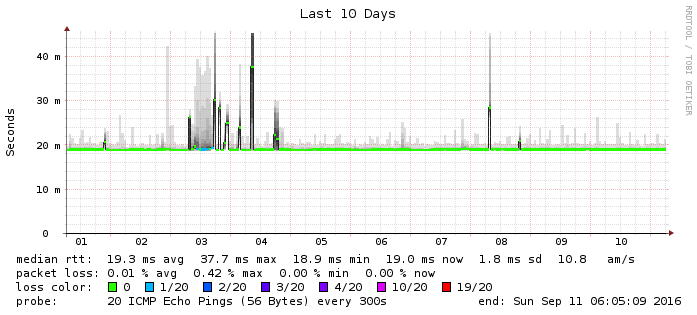 Last 10 Days
RRDTOOL / TOBI OETIKER
Seconds
40 m
30 m
20 m
10 m
0
01 02 03 04 05 06 07 08 09 10
median rtt: 19.3 ms avg 37.7 ms max 18.9 ms min 19.0 ms now 1.8 ms sd 10.8 am/s
packet loss: 0.01 % avg 0.42 % max 0.00 % min 0.00 % now
loss color: 0 1/20 2/20 3/20 4/20 10/20 19/20
probe: 20 ICMP Echo Pings (56 Bytes) every 300s end: Sun Sep 11 06:05:09 2016